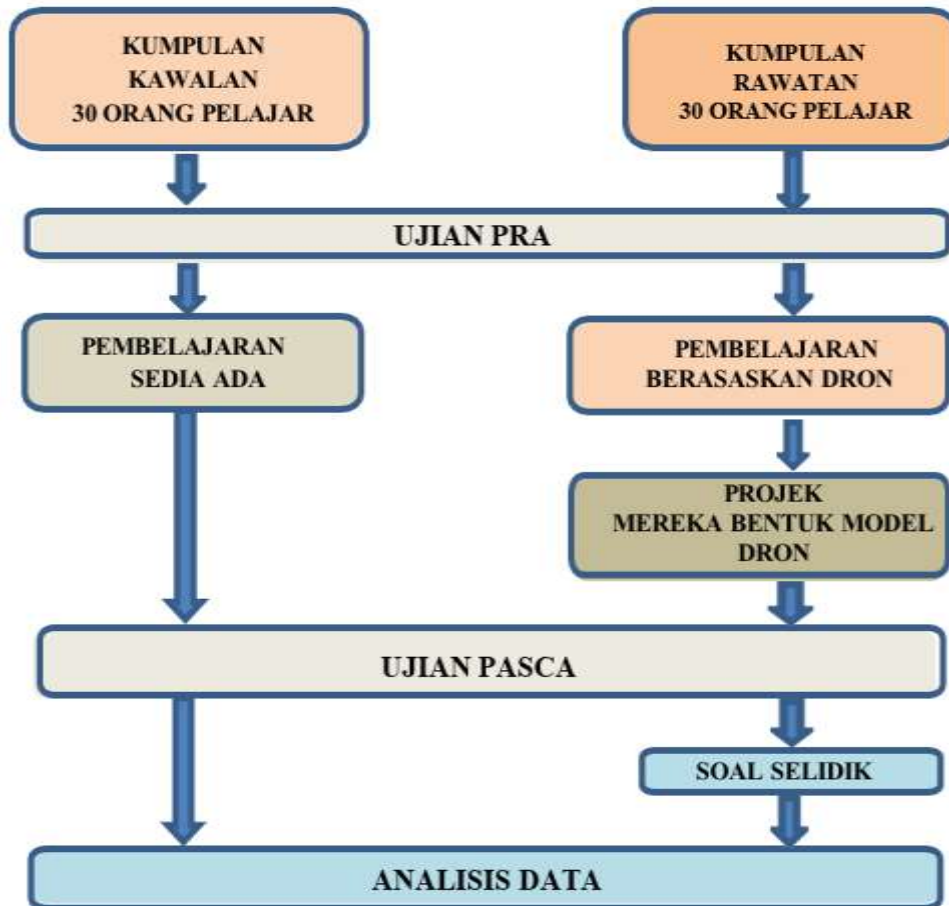 KUMPULAN
KAWALAN
30 ORANG PELAJAR
KUMPULAN
RAWATAN
30 ORANG PELAJAR
UJIAN PRA
PEMBELAJARAN
SEDIA ADA
PEMBELAJARAN
BERASASKAN DRON
PROJEK
MEREKA BENTUK MODEL
DRON
UJIAN PASCA
SOAL SELIDIK
ANALISIS DATA